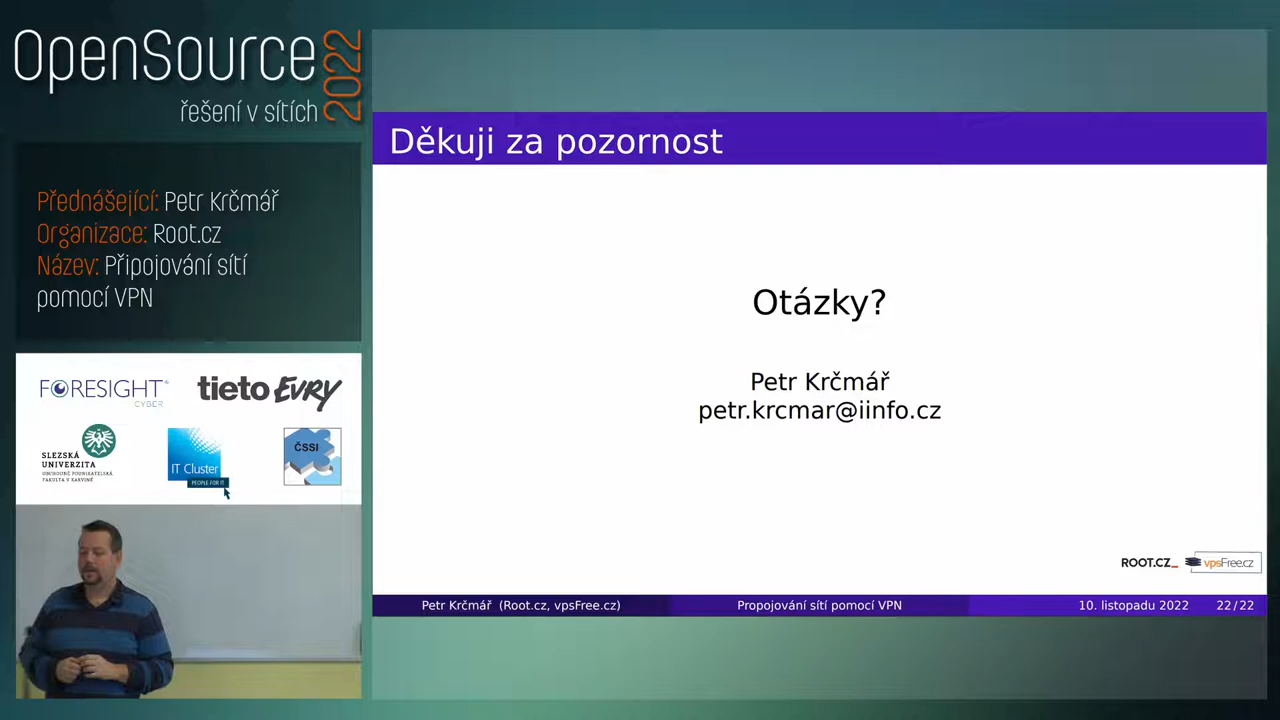 OpenSource
2022
řešení v sítích
Přednášející: Petr Krčmář
Organizace: Root.cz
Název: Připojování sítí
pomocí VPN
FORESIGHT
CYBER
tieto EVRY
SLEZSKÁ
UNIVERZITA
OBCHODNĚ PODNIKATELSKÁ
FAKULTA V KARVINÉ
IT Cluster
PEOPLE FOR IT
ČSSI
Děkuji za pozornost
Otázky?
Petr Krčmář
petr.krcmar@iinfo.cz
ROOT.CZ_
vpsFree.cz
Petr Krčmář (Root.cz, vpsFree.cz)
Propojování sítí pomocí VPN
10. listopadu 2022
22/22